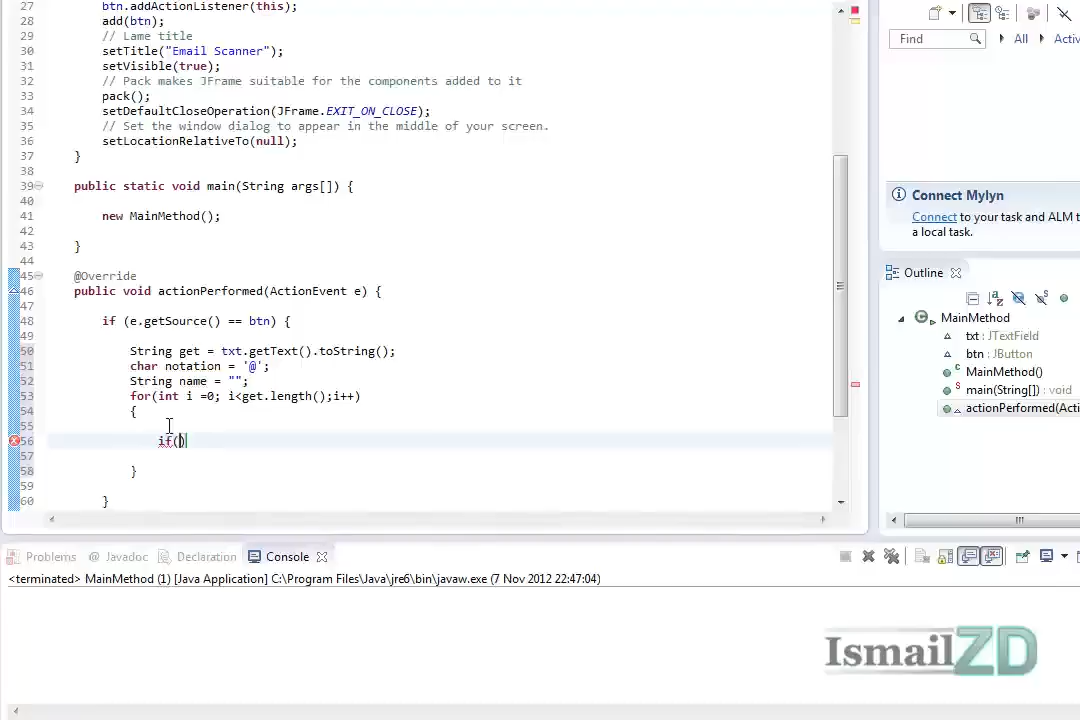 27 btn.addActionListener(this);
28 add(btn);
29 // Lame title
30 setTitle("Email Scanner");
31 setVisible(true);
32 // Pack makes JFrame suitable for the components added to it
33 pack();
34 setDefaultCloseOperation(JFrame.EXIT_ON_CLOSE);
35 // Set the window dialog to appear in the middle of your screen.
36 setLocationRelativeTo(null);
37 }
38
39 public static void main(String args[]) {
40
41 new MainMethod();
42
43 }
44
45 @Override
46 public void actionPerformed(ActionEvent e) {
47
48 if (e.getSource() == btn) {
49
50 String get = txt.getText().toString();
51 char notation = '@';
52 String name = "";
53 for(int i =0; i<get.length();i++)
54 {
55
56 if()
57
58 }
59
60 }
Find All Activ
Connect Mylyn
Connect to your task and ALM t
a local task.
Outline
MainMethod
txt : JTextField
btn : JButton
MainMethod()
main(String[]) : void
actionPerformed(Acti
Problems @ Javadoc Declaration Console
<terminated> MainMethod (1) [Java Application] C:\Program Files\Java\jre6\bin\javaw.exe (7 Nov 2012 22:47:04)
IsmailZD